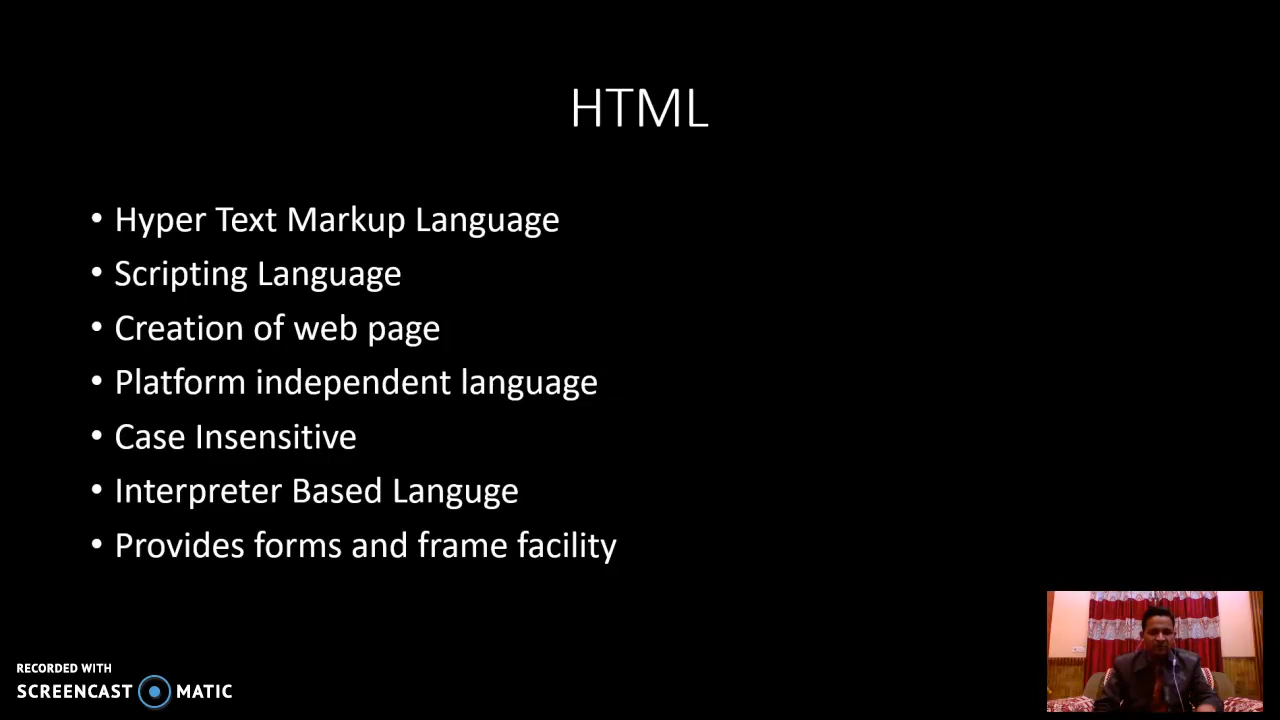 HTML
• Hyper Text Markup Language
• Scripting Language
• Creation of web page
• Platform independent language
• Case Insensitive
• Interpreter Based Languge
• Provides forms and frame facility
RECORDED WITH
SCREENCAST MATIC